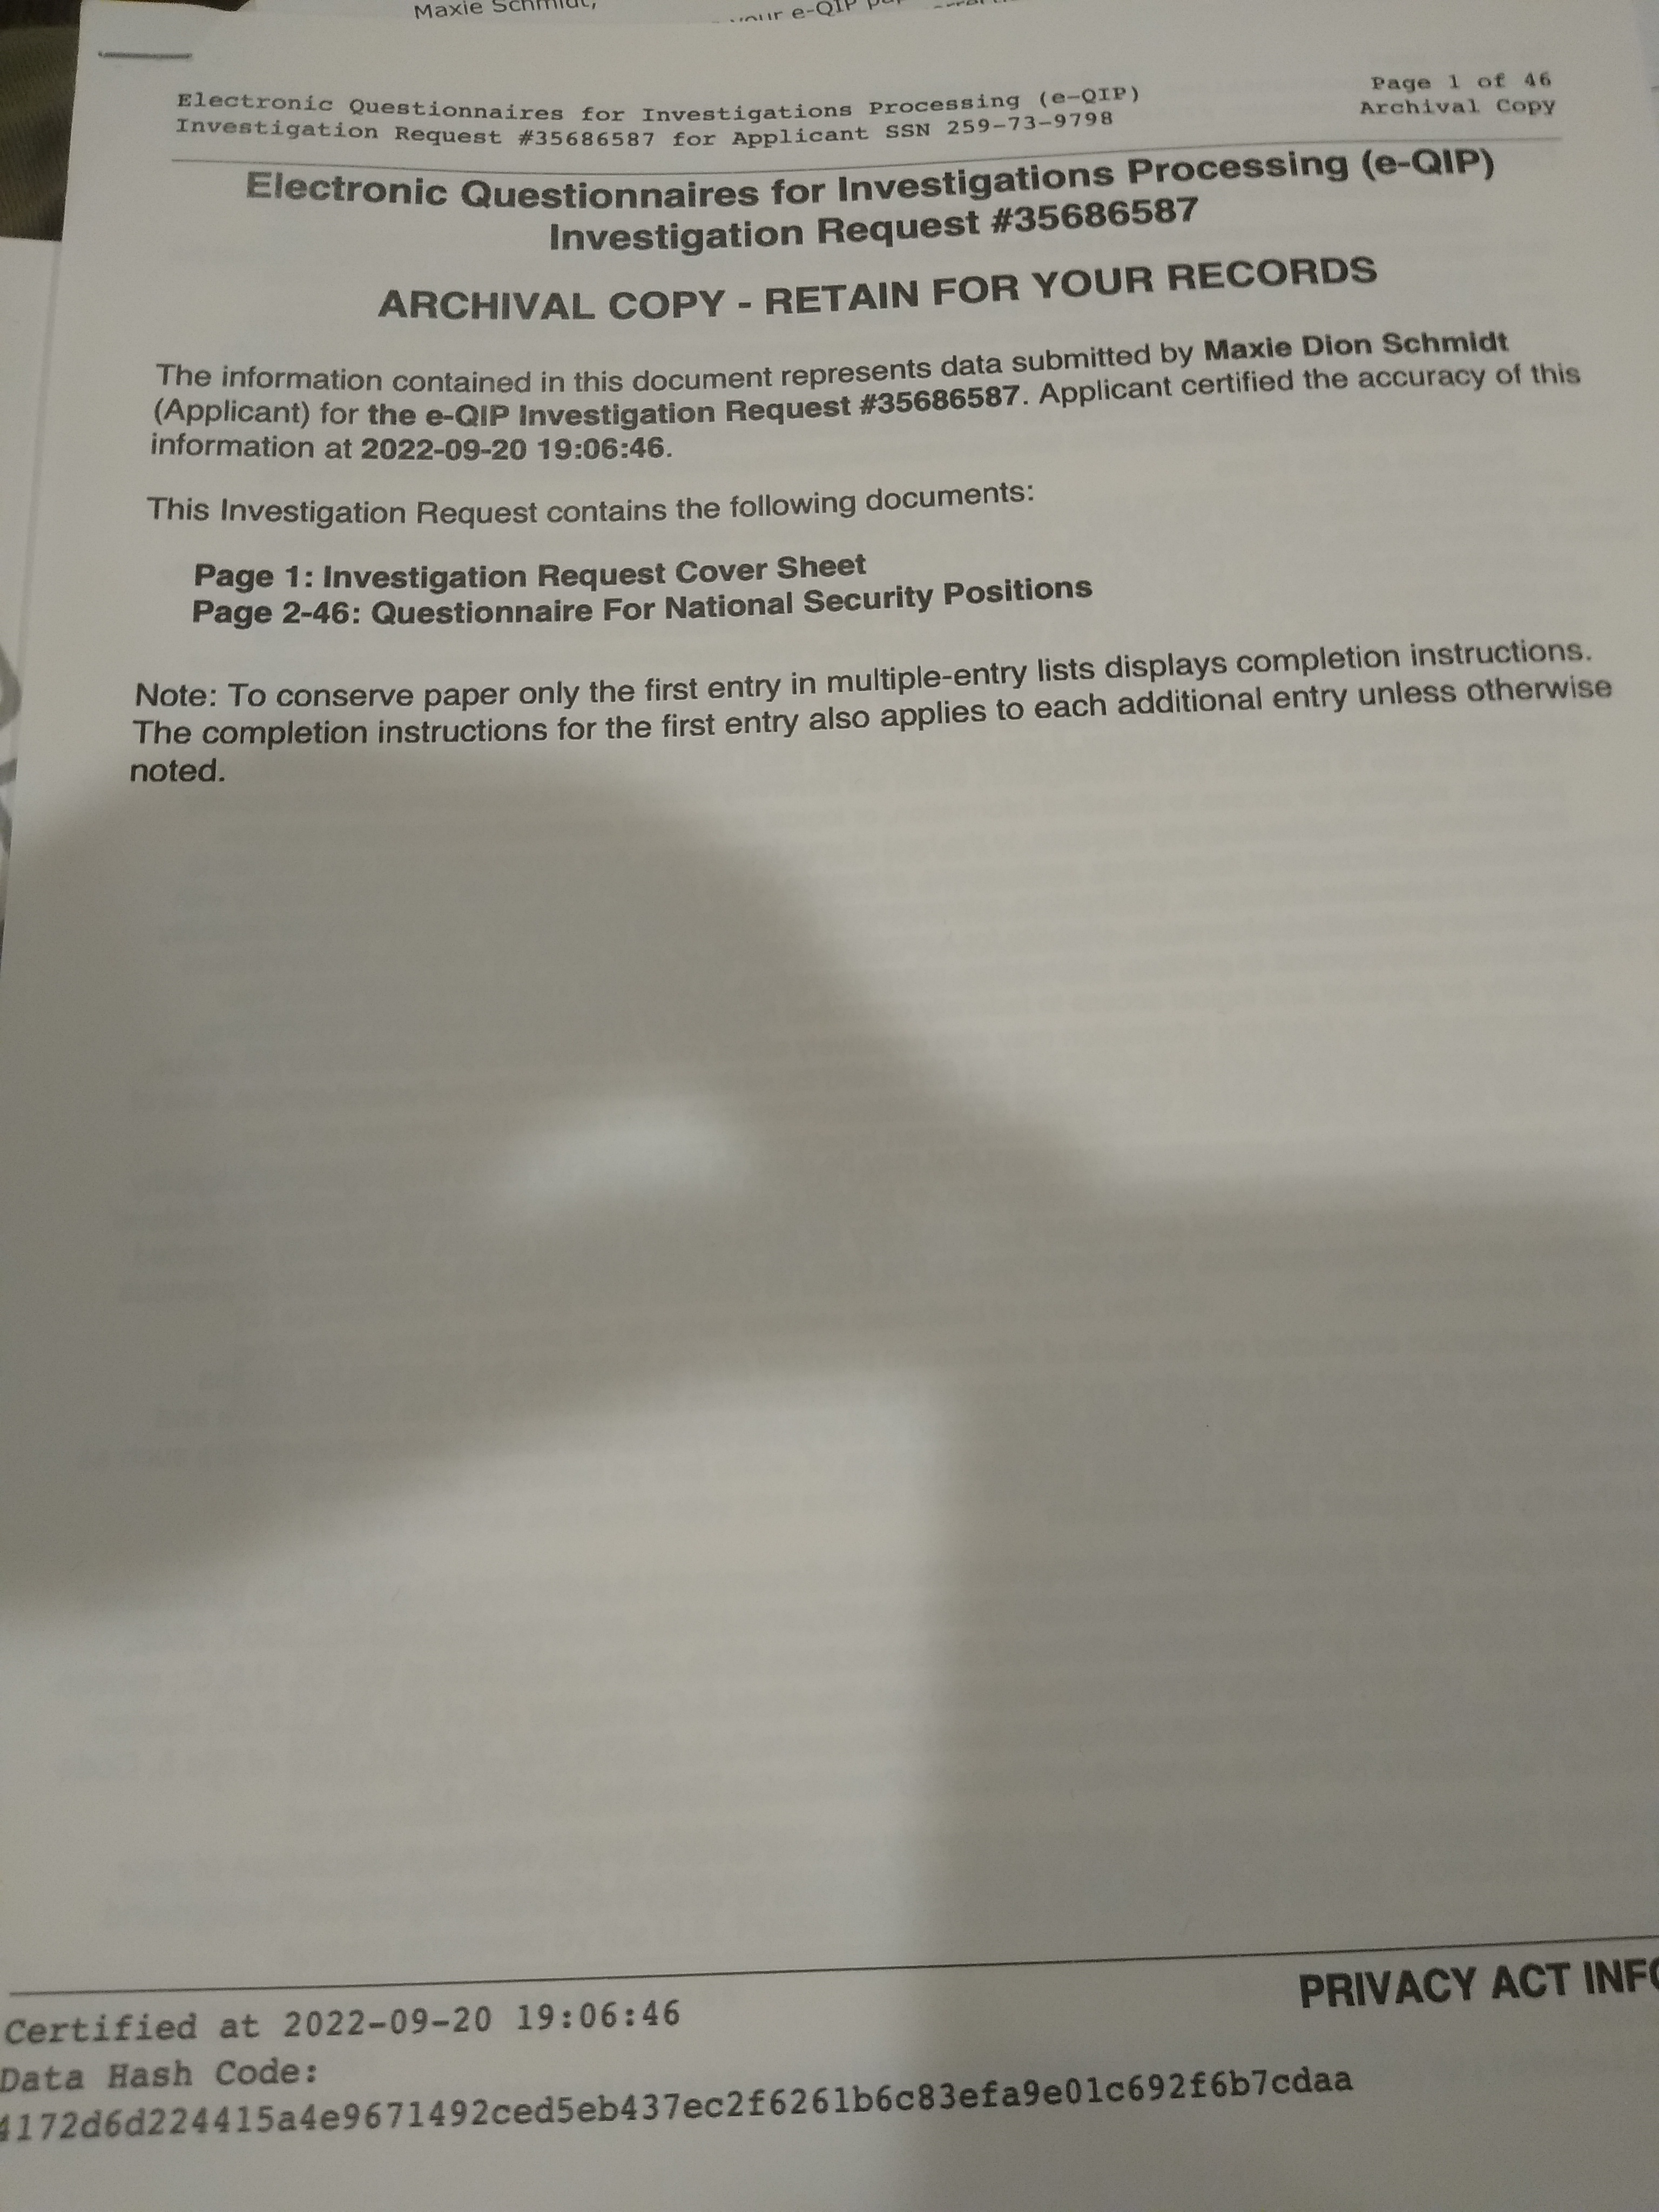 Maxie Schmidt,
your e-QIP
Electronic Questionnaires for Investigations Processing (e-QIP)
Investigation Request #35686587 for Applicant SSN 259-73-9798
Page 1 of 46
Archival Copy
Electronic Questionnaires for Investigations Processing (e-QIP)
Investigation Request #35686587
ARCHIVAL COPY - RETAIN FOR YOUR RECORDS
The information contained in this document represents data submitted by Maxie Dion Schmidt
(Applicant) for the e-QIP Investigation Request #35686587. Applicant certified the accuracy of this
information at 2022-09-20 19:06:46.
This Investigation Request contains the following documents:
Page 1: Investigation Request Cover Sheet
Page 2-46: Questionnaire For National Security Positions
Note: To conserve paper only the first entry in multiple-entry lists displays completion instructions.
The completion instructions for the first entry also applies to each additional entry unless otherwise
noted.
PRIVACY ACT INFO
Certified at 2022-09-20 19:06:46
Data Hash Code:
4172d6d224415a4e9671492ced5eb437ec2f6261b6c83efa9e01c692f6b7cdaa